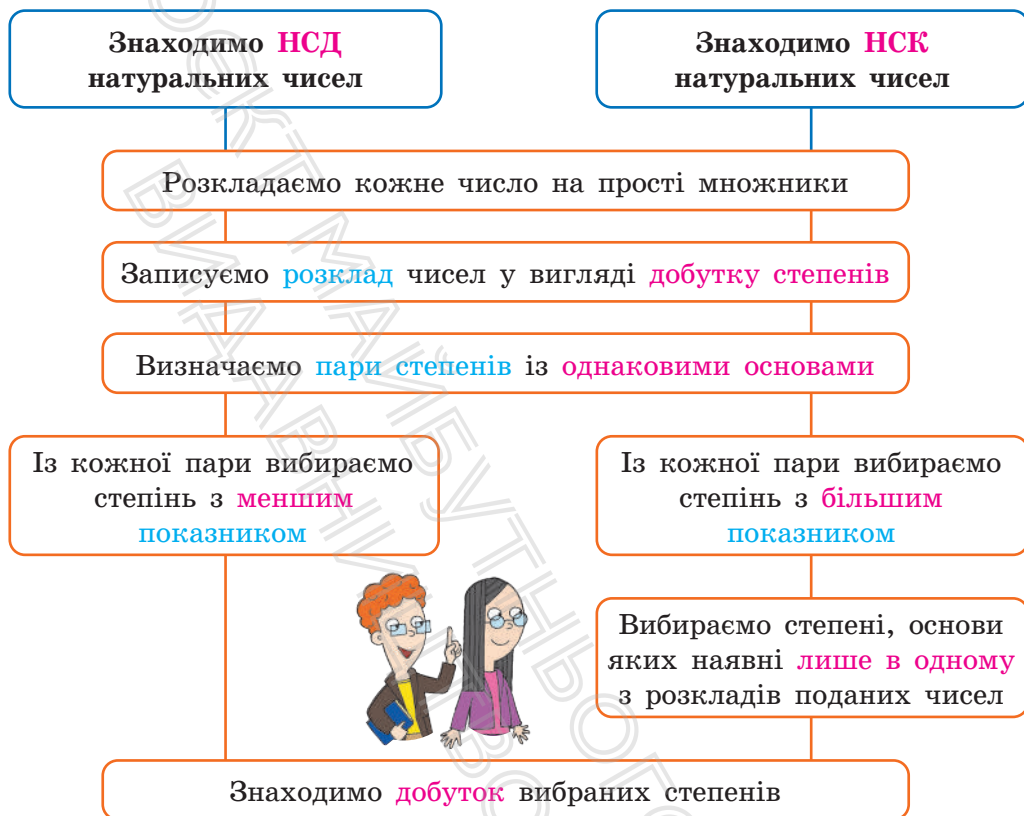 Знаходимо НСД
натуральних чисел
Знаходимо НСК
натуральних чисел
Розкладаємо кожне число на прості множники
Записуємо розклад чисел у вигляді добутку степенів
Визначаємо пари степенів із однаковими основами
Із кожної пари вибираємо
степінь з меншим
показником
Із кожної пари вибираємо
степінь з більшим
показником
Вибираємо степені, основи
яких наявні лише в одному
з розкладів поданих чисел
Знаходимо добуток вибраних степенів